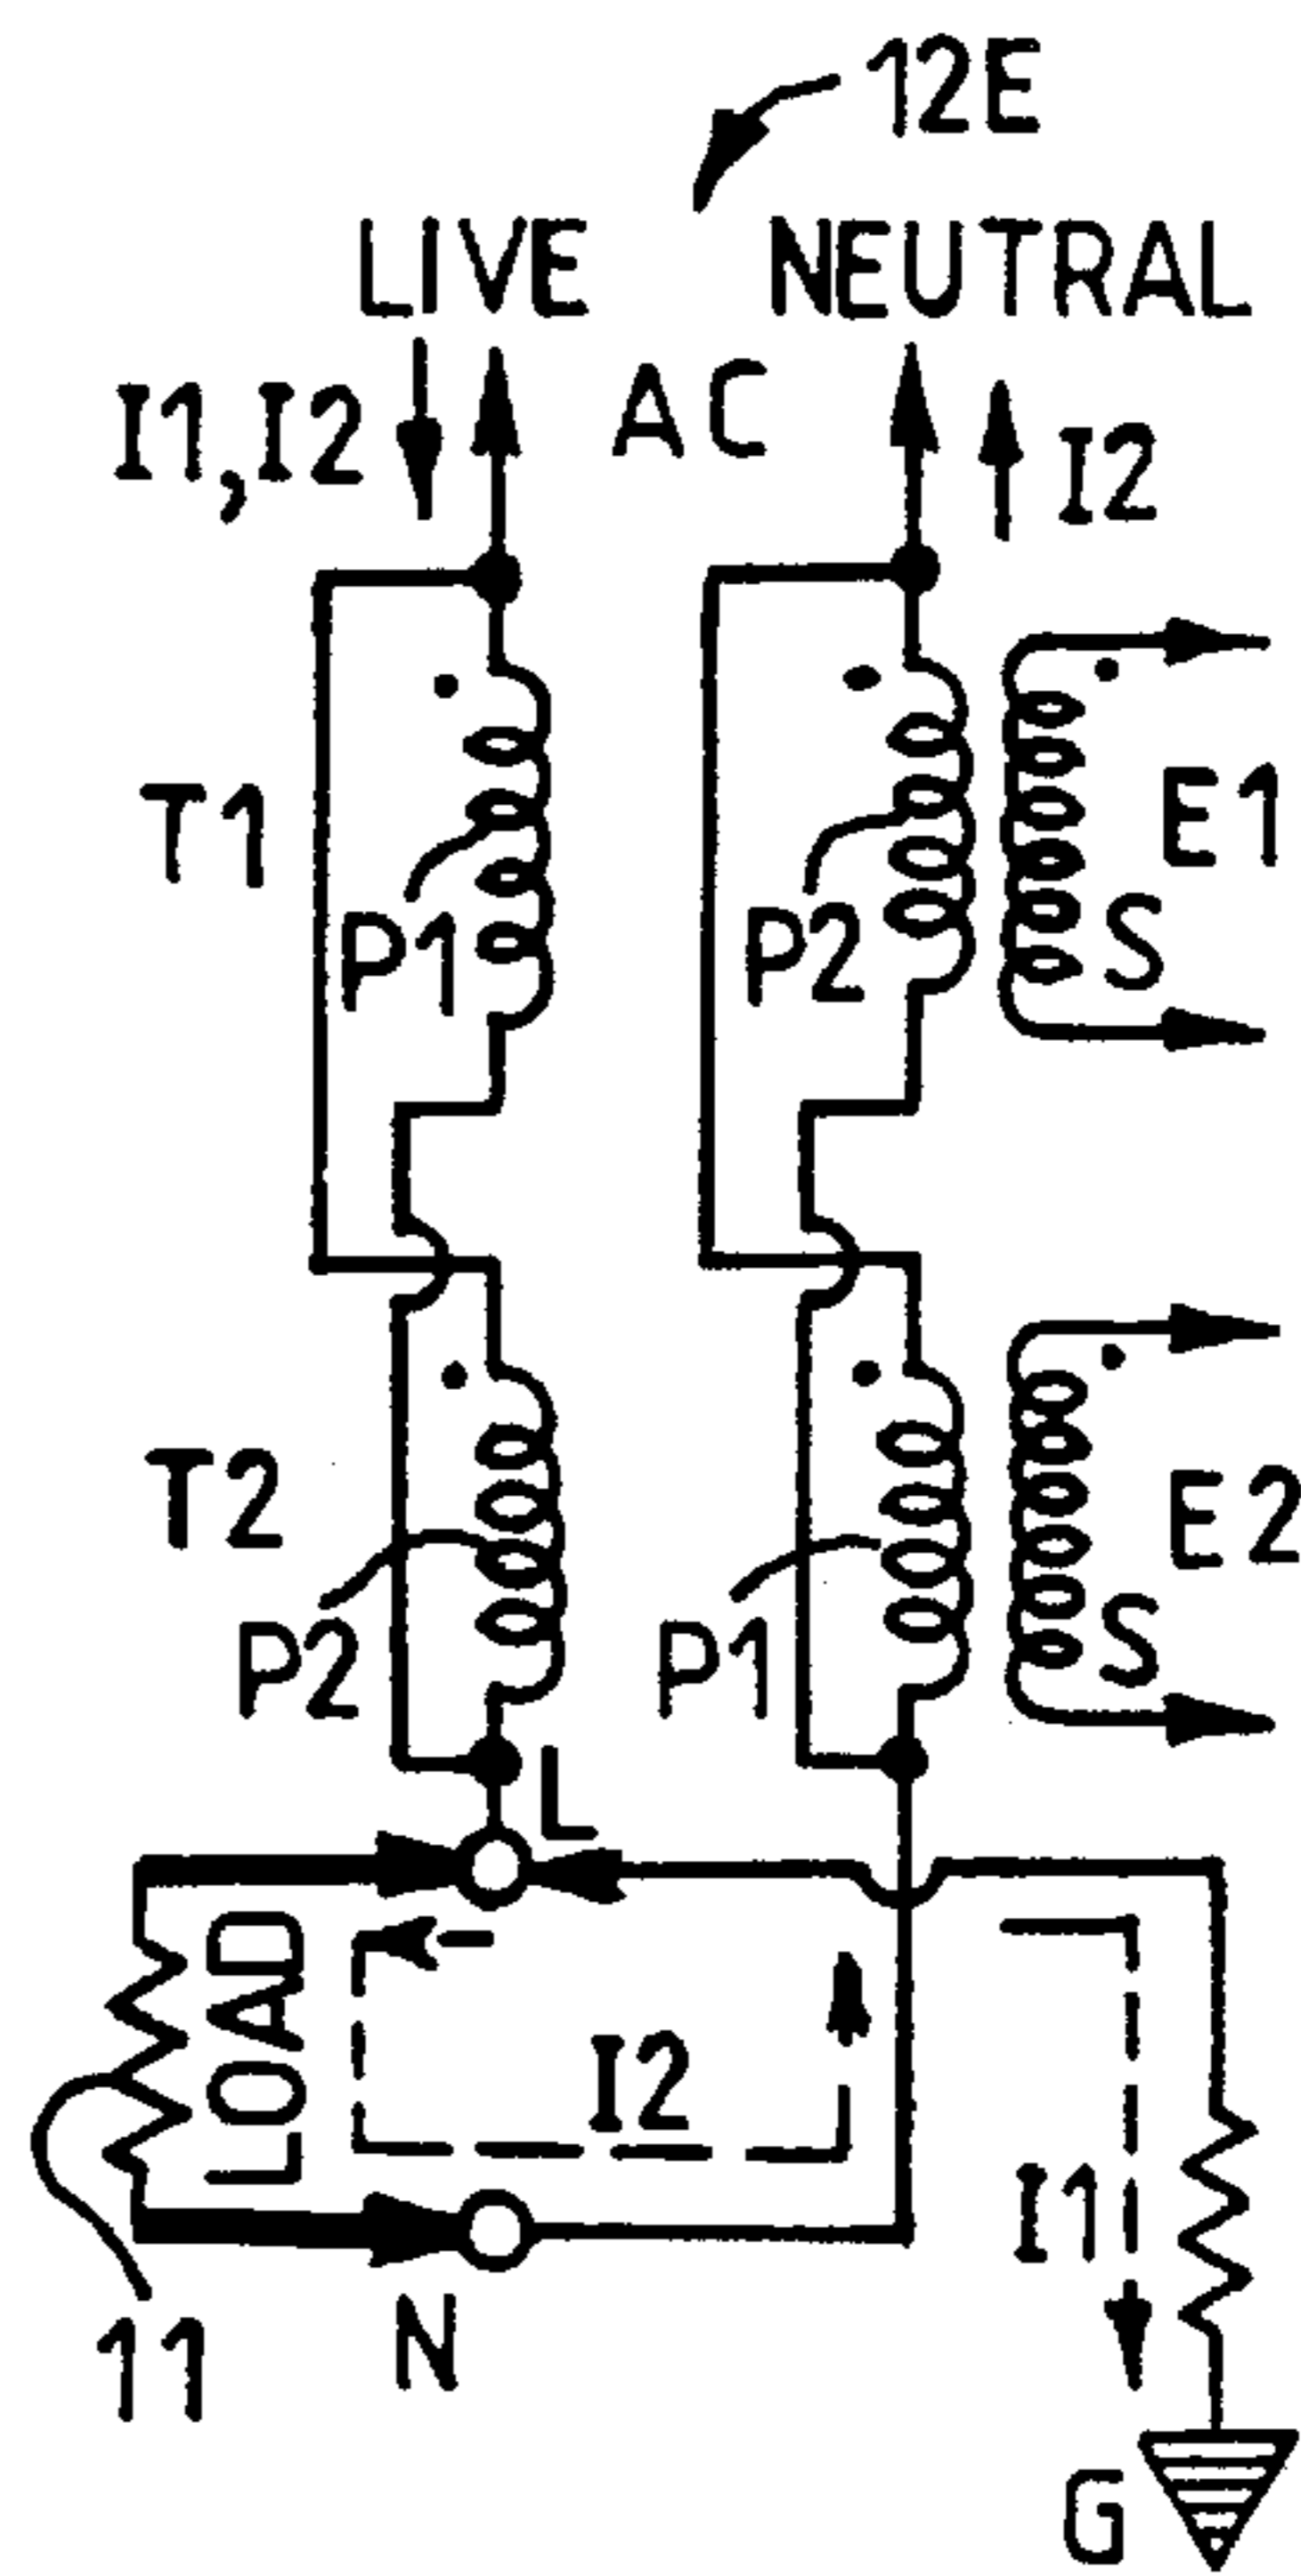 12E
LIVE NEUTRAL
I1,I2 AC I2
T1 E1
P1 P2 S
T2 E2
P2 P1 S
L
LOAD
I2
I1
11 N
G